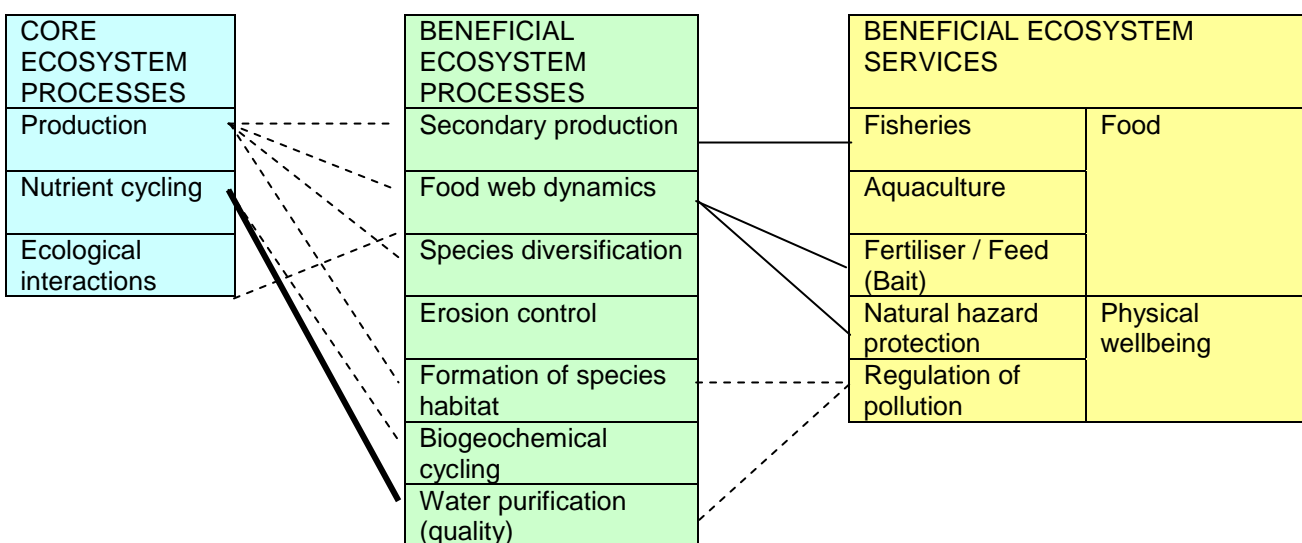 CORE
ECOSYSTEM
PROCESSES
Production
Nutrient cycling
Ecological
interactions
BENEFICIAL
ECOSYSTEM
PROCESSES
Secondary production
Food web dynamics
Species diversification
Erosion control
Formation of species
habitat
Biogeochemical
cycling
Water purification
(quality)
BENEFICIAL ECOSYSTEM
SERVICES
Fisheries
Food
Aquaculture
Fertiliser / Feed
(Bait)
Natural hazard
protection
Physical
wellbeing
Regulation of
pollution